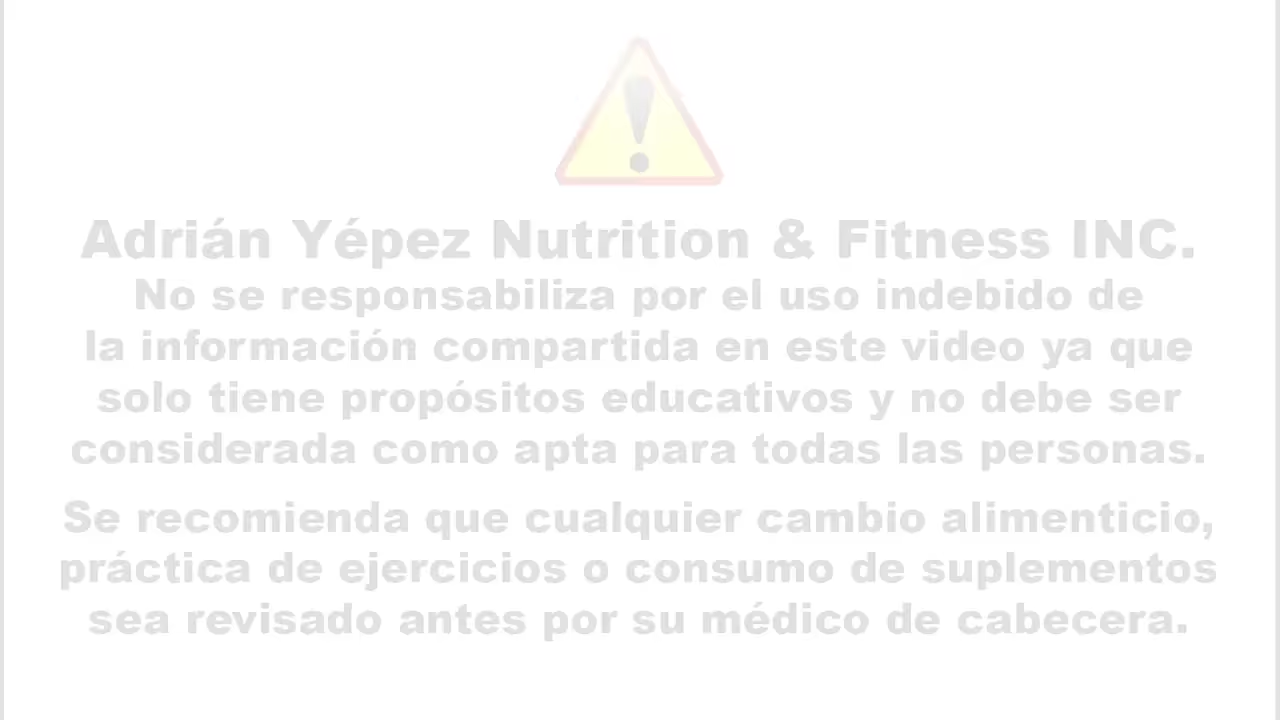 Adrián Yépez Nutrition & Fitness INC.
No se responsabiliza por el uso indebido de
la información compartida en este video ya que
solo tiene propósitos educativos y no debe ser
considerada como apta para todas las personas.
Se recomienda que cualquier cambio alimenticio,
práctica de ejercicios o consumo de suplementos
sea revisado antes por su médico de cabecera.